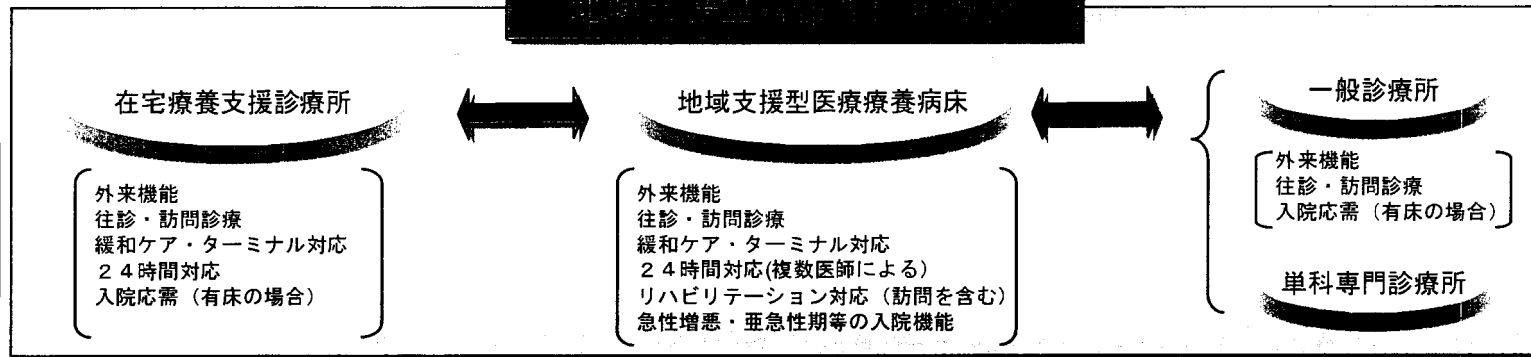 在宅療養支援診療所
外来機能
往診・訪問診療
緩和ケア・ターミナル対応
２４時間対応
入院応需（有床の場合）
地域支援型医療療養病床
外来機能
往診・訪問診療
緩和ケア・ターミナル対応
２４時間対応(複数医師による）
リハビリテーション対応（訪問を含む）
急性増悪・亜急性期等の入院機能
一般診療所
外来機能
往診・訪問診療
入院応需（有床の場合）
単科専門診療所